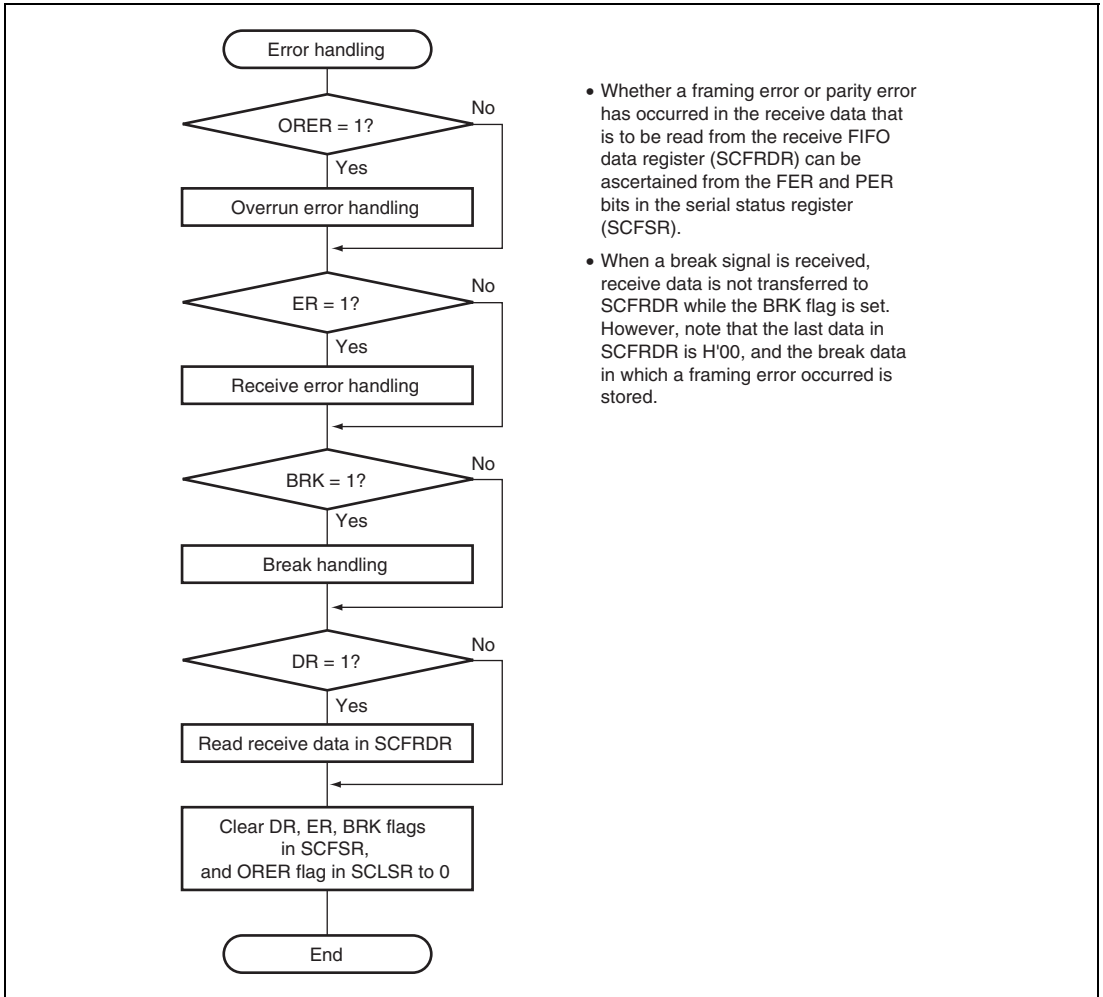 Error handling
ORER = 1?
No
Yes
Overrun error handling
ER = 1?
No
Yes
Receive error handling
BRK = 1?
No
Yes
Break handling
DR = 1?
No
Yes
Read receive data in SCFRDR
Clear DR, ER, BRK flags
in SCFSR,
and ORER flag in SCLSR to 0
End
• Whether a framing error or parity error
has occurred in the receive data that
is to be read from the receive FIFO
data register (SCFRDR) can be
ascertained from the FER and PER
bits in the serial status register
(SCFSR).
• When a break signal is received,
receive data is not transferred to
SCFRDR while the BRK flag is set.
However, note that the last data in
SCFRDR is H'00, and the break data
in which a framing error occurred is
stored.